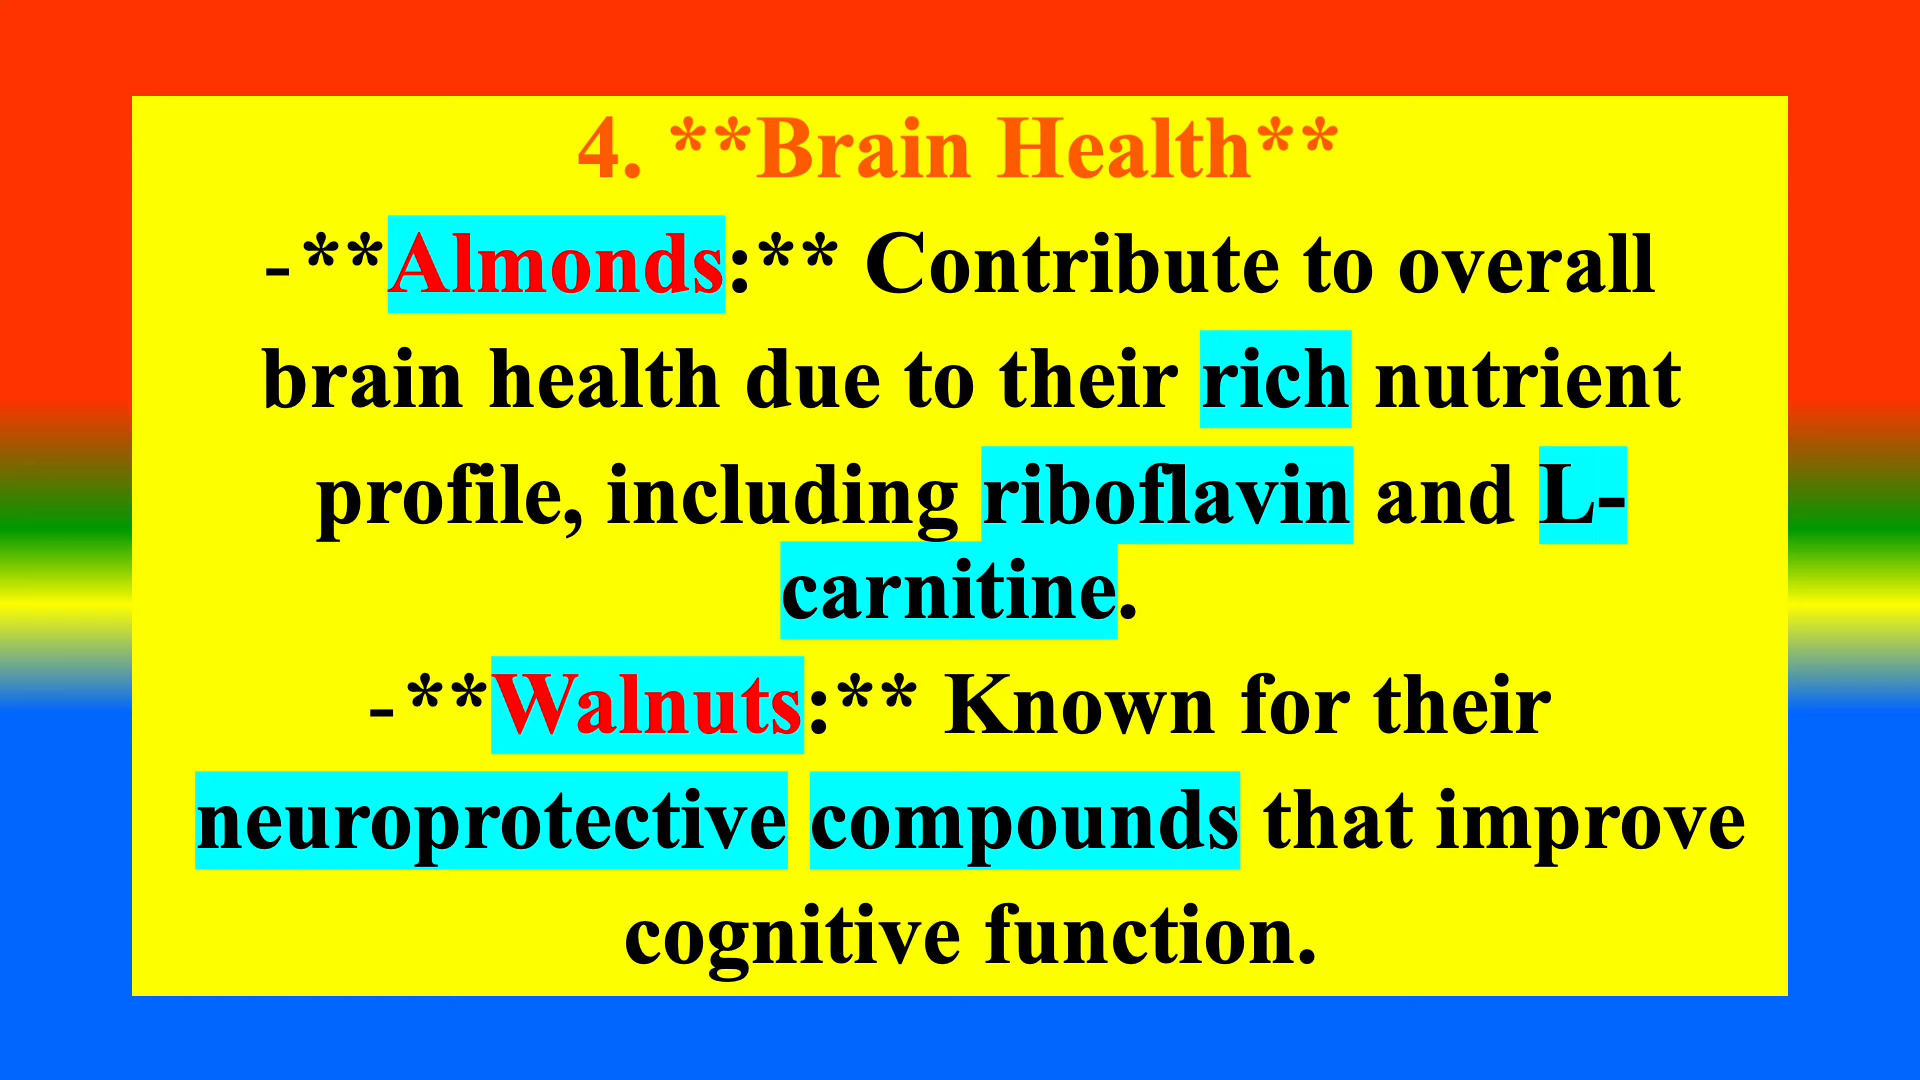 4. **Brain Health**
-**Almonds:** Contribute to overall
brain health due to their rich nutrient
profile, including riboflavin and L-
carnitine.
-**Walnuts:** Known for their
neuroprotective compounds that improve
cognitive function.